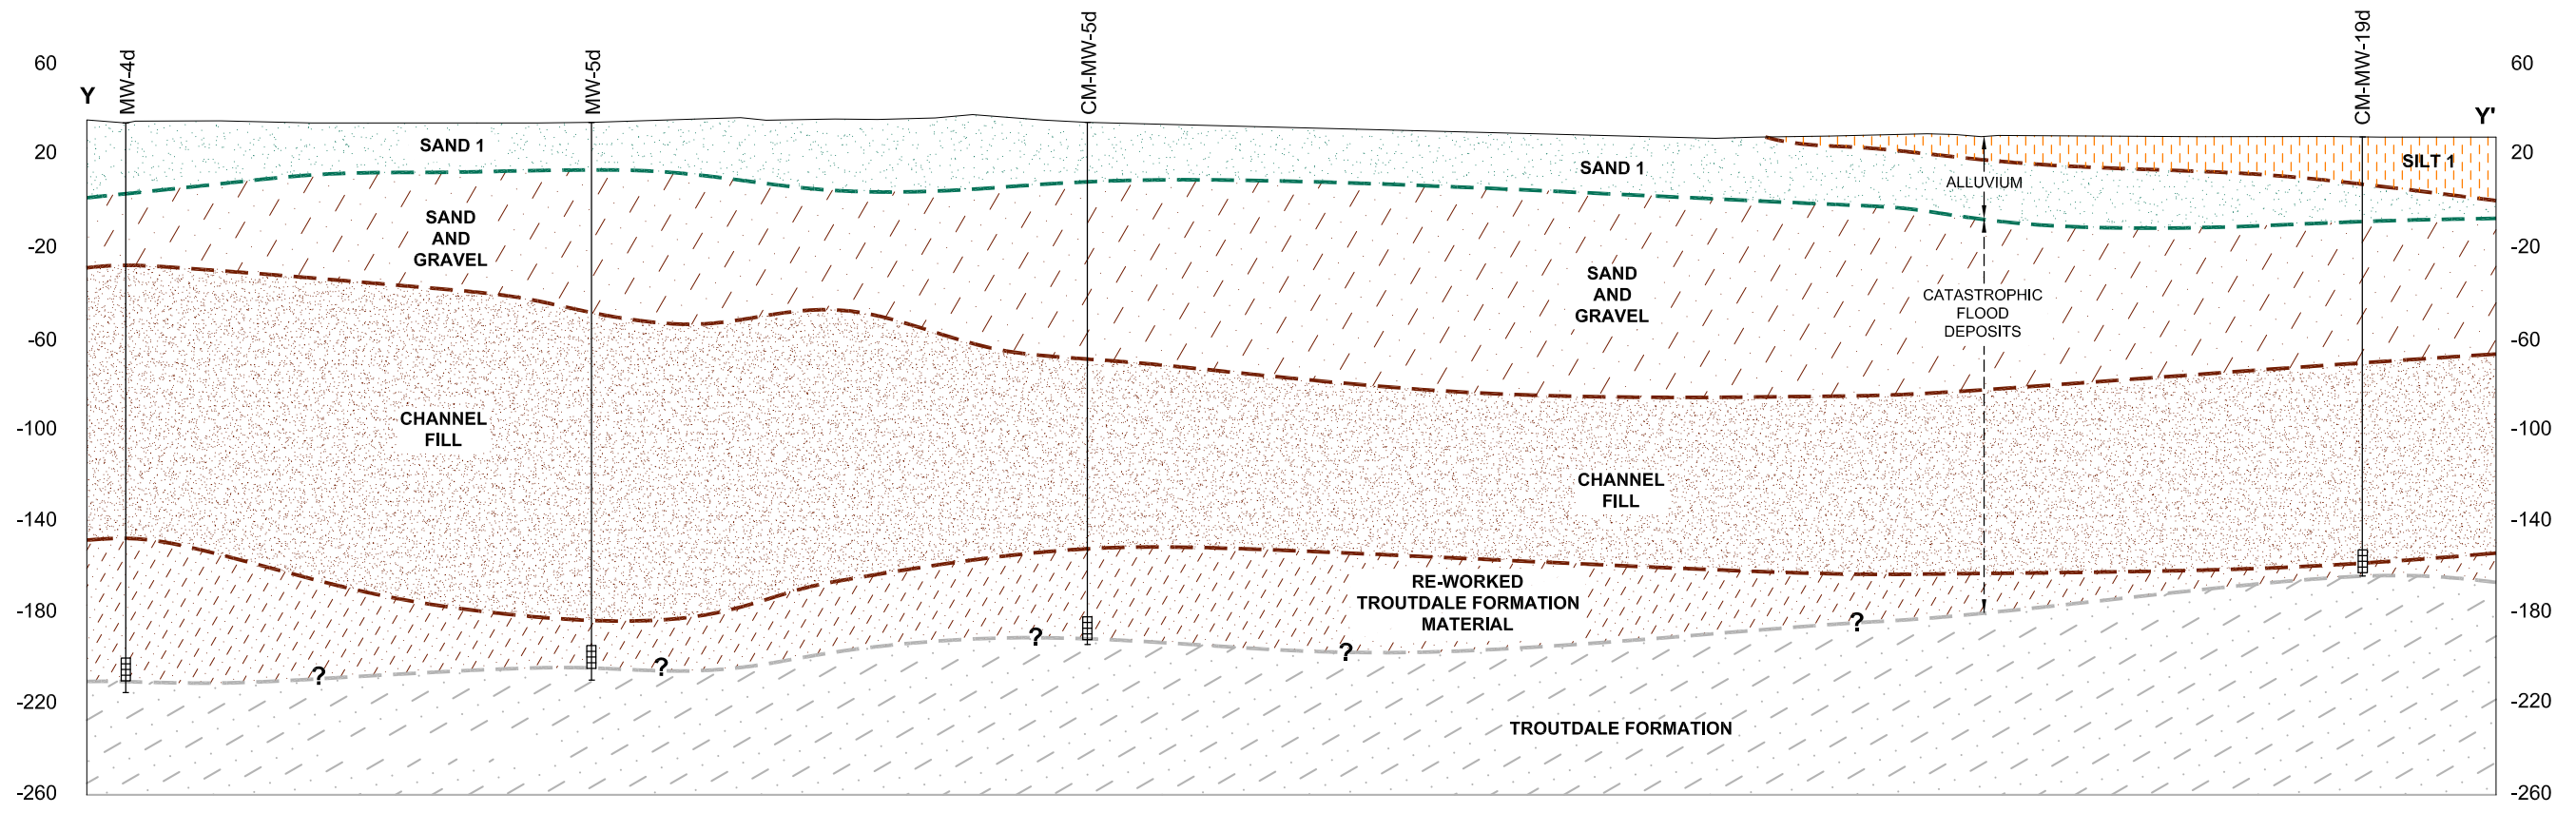 MW-4d
MW-5d
CM-MW-5d
CM-MW-19d
60
60
Y
Y'
20
20
SAND 1
SAND 1
SILT 1
ALLUVIUM
SAND
AND
GRAVEL
-20
-20
SAND
AND
GRAVEL
CATASTROPHIC
FLOOD
DEPOSITS
-60
-60
CHANNEL
FILL
-100
-100
CHANNEL
FILL
-140
-140
RE-WORKED
TROUTDALE FORMATION
MATERIAL
-180
-180
?
?
?
?
?
-220
-220
TROUTDALE FORMATION
-260
-260